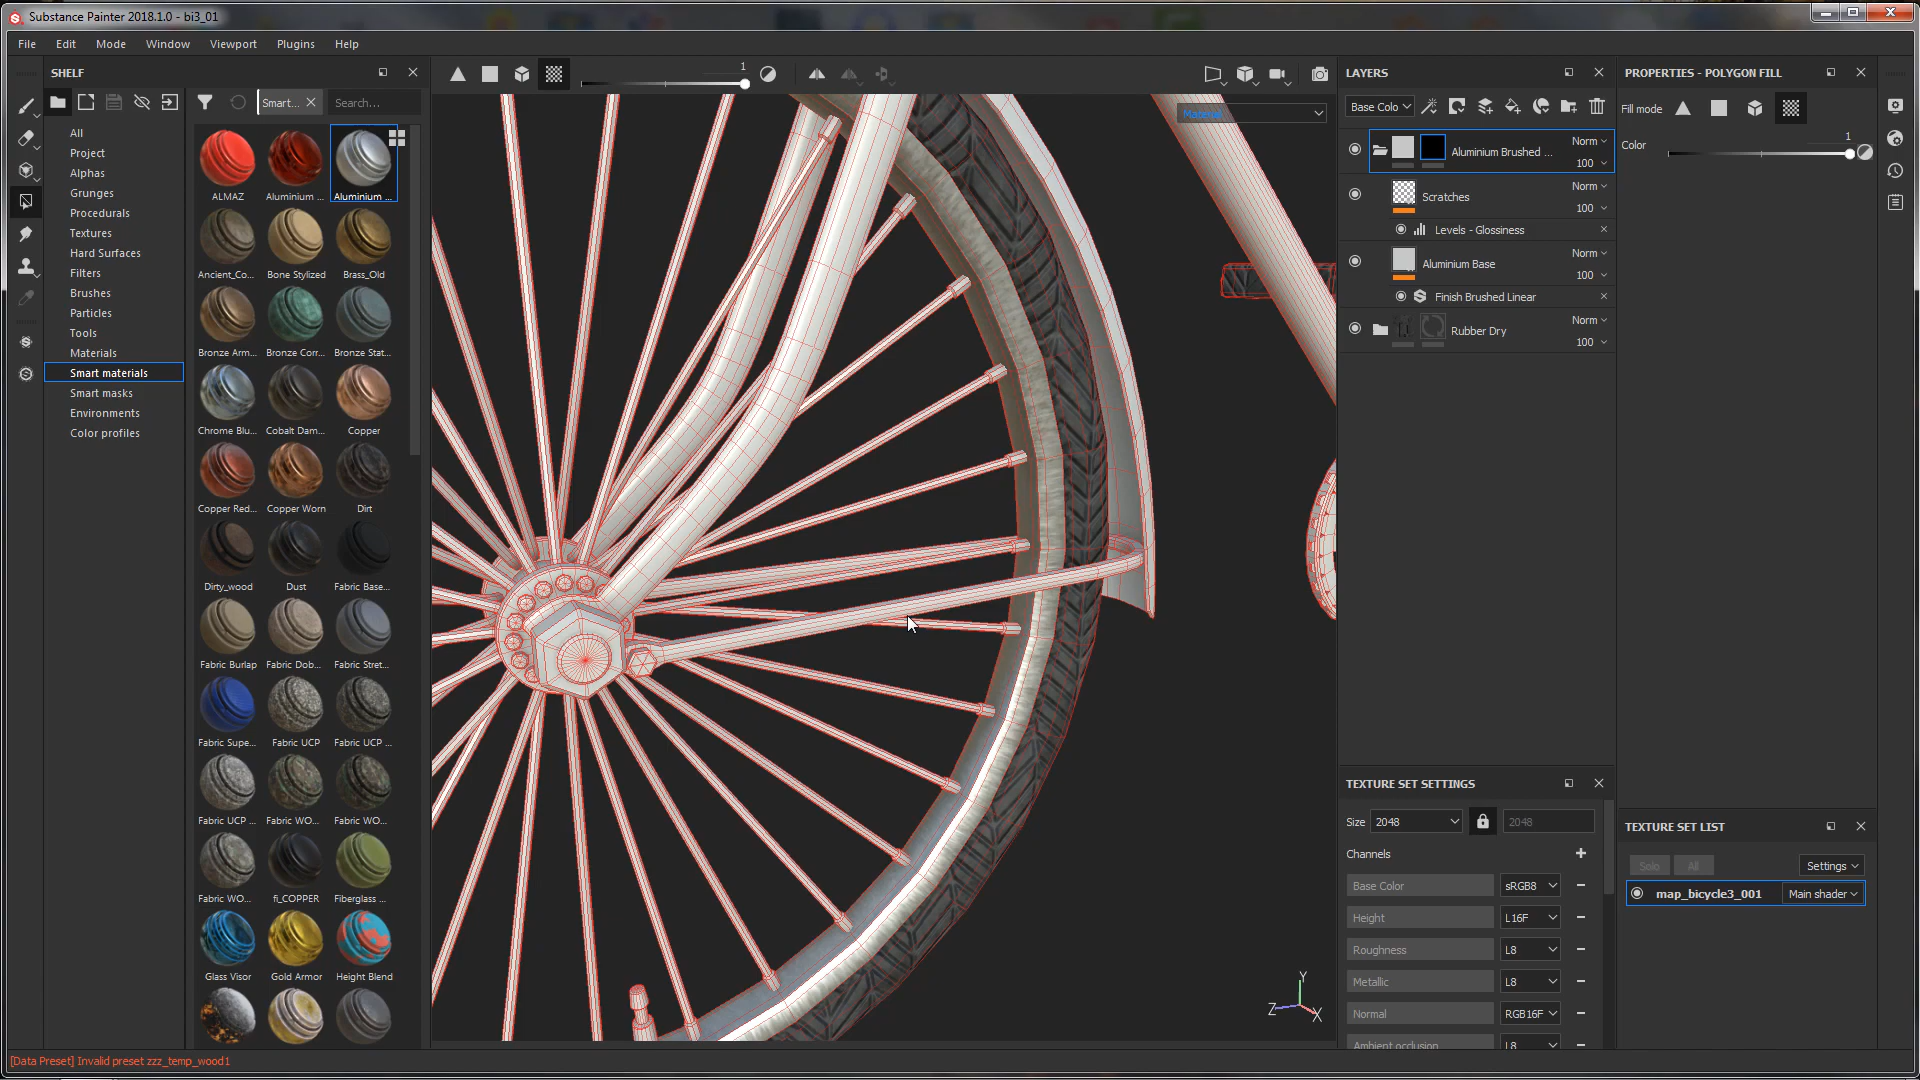 Substance Painter 2018.1.0 - bi3_01
File Edit Mode Window Viewport Plugins Help
SHELF
Smart...
Search...
All
Project
Alphas
Grunges
Procedurals
Textures
Hard Surfaces
Filters
Brushes
Particles
Tools
Materials
Smart materials
Smart masks
Environments
Color profiles
ALMAZ Aluminium ... Aluminium ...
Ancient_Co... Bone Stylized Brass_Old
Bronze Arm... Bronze Corr... Bronze Stat...
Chrome Blu... Cobalt Dam... Copper
Copper Red... Copper Worn Dirt
Dirty_wood Dust Fabric Base...
Fabric Burlap Fabric Dob... Fabric Stret...
Fabric Supe... Fabric UCP Fabric UCP ...
Fabric UCP ... Fabric WO... Fabric WO...
Fabric WO... fi_COPPER Fiberglass ...
Glass Visor Gold Armor Height Blend
1
Material
Y
Z
X
LAYERS
Base Colo
Aluminium Brushed ...
Norm
100
Scratches
Norm
100
Levels - Glossiness
Aluminium Base
Norm
100
Finish Brushed Linear
Rubber Dry
Norm
100
TEXTURE SET SETTINGS
Size 2048 2048
Channels
Base Color sRGB8
Height L16F
Roughness L8
Metallic L8
Normal RGB16F
Ambient occlusion L8
PROPERTIES - POLYGON FILL
Fill mode
Color 1
TEXTURE SET LIST
Solo All Settings
map_bicycle3_001 Main shader
[Data Preset] Invalid preset zzz_temp_wood1